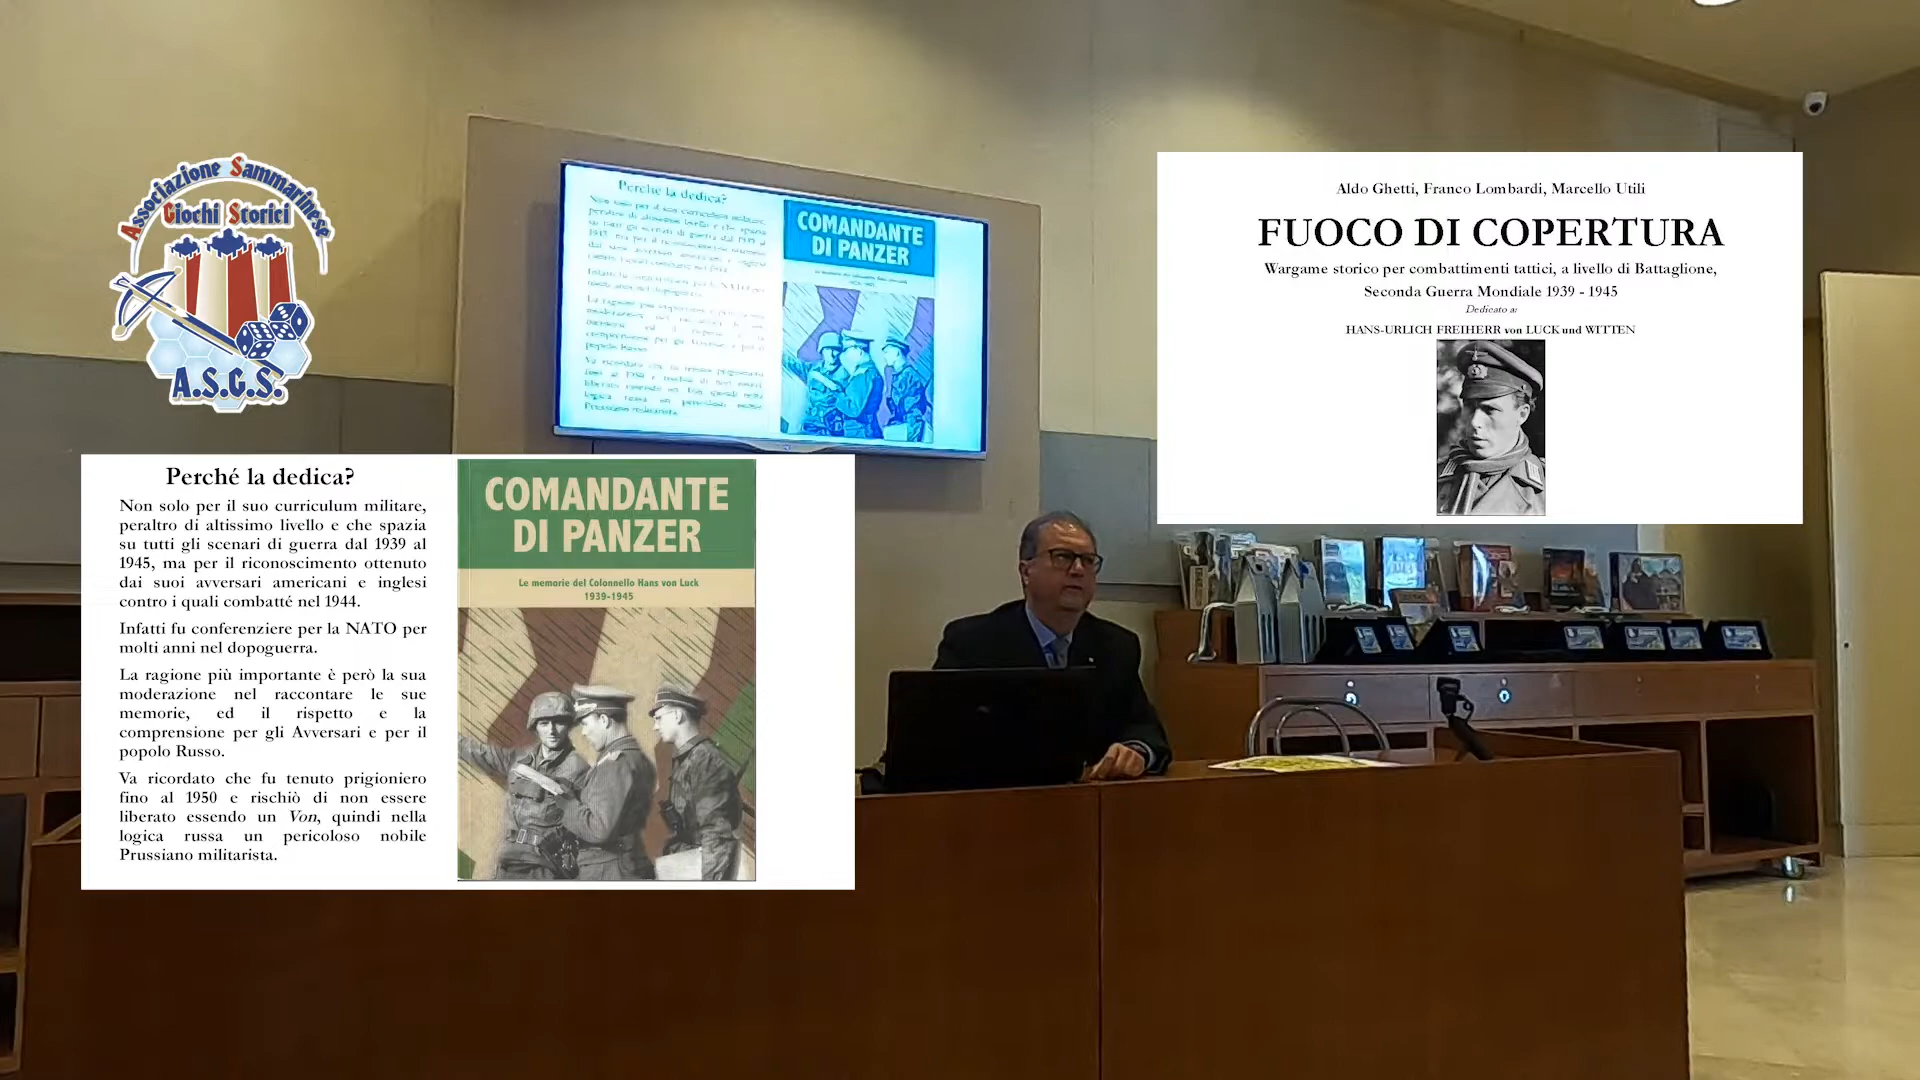 Associazione Sammarinese
Giochi Storici
A.S.G.S.
Perché la dedica?
COMANDANTE
DI PANZER
Aldo Ghetti, Franco Lombardi, Marcello Utili
FUOCO DI COPERTURA
Wargame storico per combattimenti tattici, a livello di Battaglione,
Seconda Guerra Mondiale 1939 - 1945
Dedicato a:
HANS-URLICH FREIHERR von LUCK und WITTEN
Perché la dedica?
Non solo per il suo curriculum militare,
peraltro di altissimo livello e che spazia
su tutti gli scenari di guerra dal 1939 al
1945, ma per il riconoscimento ottenuto
dai suoi avversari americani e inglesi
contro i quali combatté nel 1944.
Infatti fu conferenziere per la NATO per
molti anni nel dopoguerra.
La ragione più importante è però la sua
moderazione nel raccontare le sue
memorie, ed il rispetto e la
comprensione per gli Avversari e per il
popolo Russo.
Va ricordato che fu tenuto prigioniero
fino al 1950 e rischiò di non essere
liberato essendo un Von, quindi nella
logica russa un pericoloso nobile
Prussiano militarista.
COMANDANTE
DI PANZER
Le memorie del Colonnello Hans von Luck
1939-1945